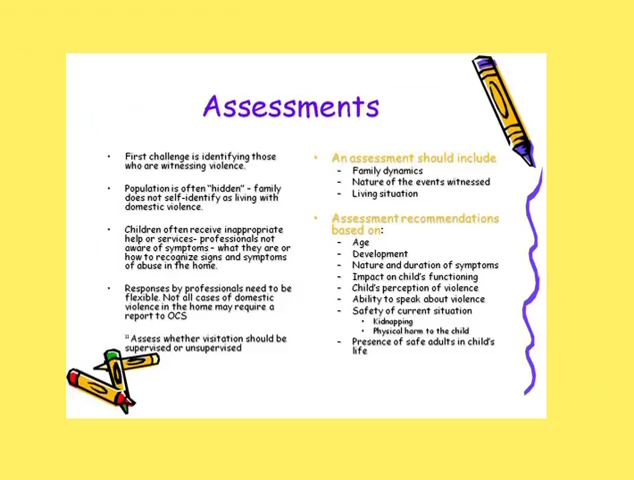 Assessments
• First challenge is identifying those
who are witnessing violence.
• Population is often "hidden" – family
does not self-identify as living with
domestic violence.
• Children often receive inappropriate
help or services- professionals not
aware of symptoms – what they are or
how to recognize signs and symptoms
of abuse in the home.
• Responses by professionals need to be
flexible. Not all cases of domestic
violence in the home may require a
report to OCS
Assess whether visitation should be
supervised or unsupervised
• An assessment should include
– Family dynamics
– Nature of the events witnessed
– Living situation
• Assessment recommendations
based on:
– Age
– Development
– Nature and duration of symptoms
– Impact on child's functioning
– Child's perception of violence
– Ability to speak about violence
– Safety of current situation
• Kidnapping
• Physical harm to the child
– Presence of safe adults in child's
life